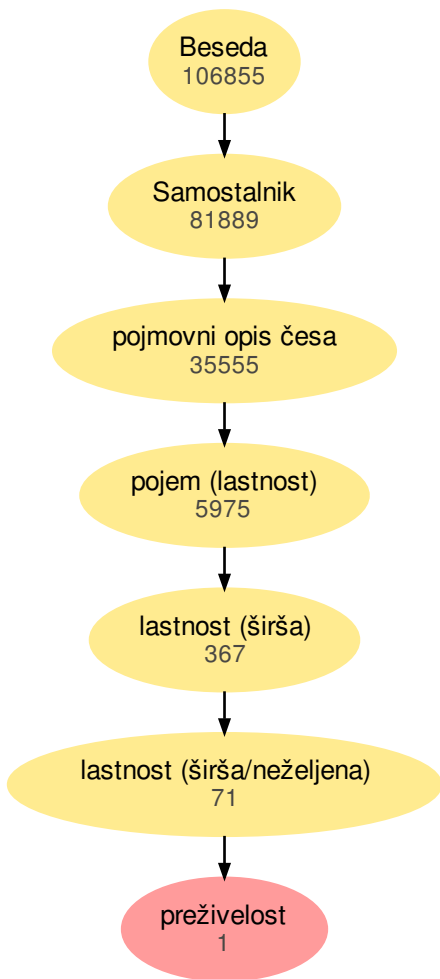 Beseda
106855
Samostalnik
81889
pojmovni opis česa
35555
pojem (lastnost)
5975
lastnost (širša)
367
lastnost (širša/neželjena)
71
preživelost
1